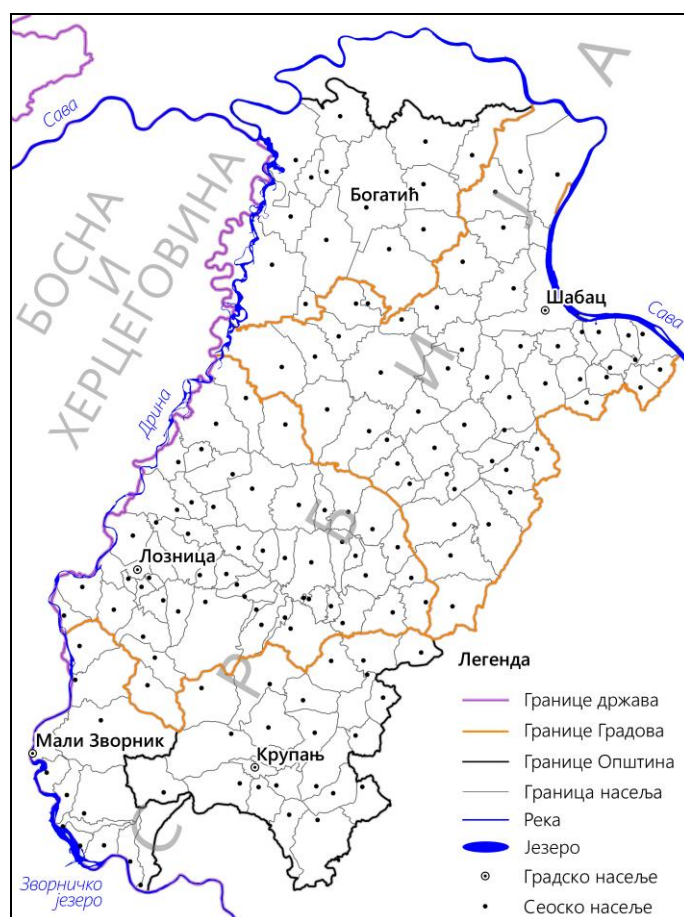 Сава
БОСНА
И
ХЕРЦЕГОВИНА
Дрина
Богатић
Шабац
Сава
Лозница
Мали Зворник
Крупањ
Зворничко
језеро
С Р Б И Ј А
Легенда
Границе држава
Границе Градова
Границе Општина
Граница насеља
Река
Језеро
Градско насеље
Сеоско насеље